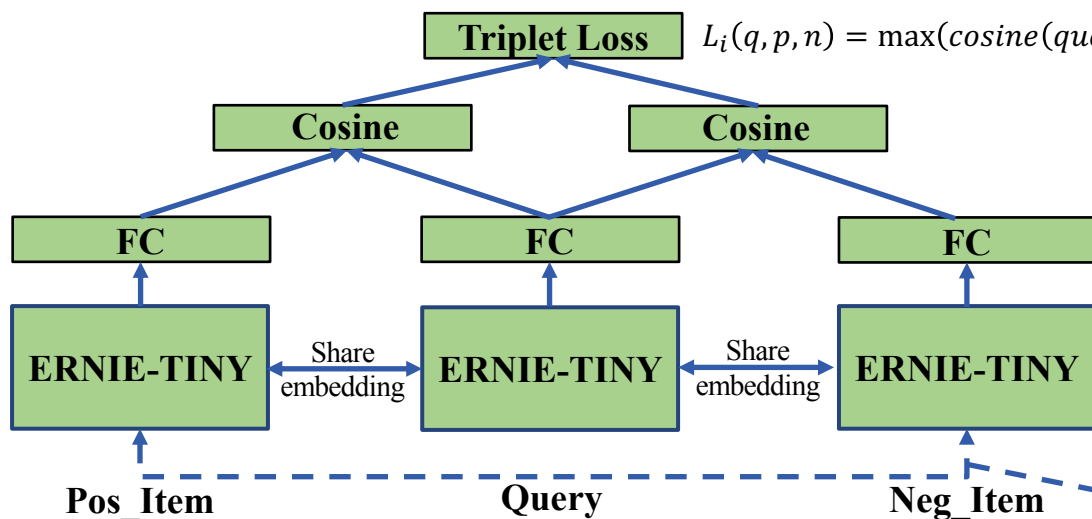 Triplet Loss L_i(q, p, n) = max(cosine(
Cosine Cosine
FC FC FC
ERNIE-TINY Share embedding ERNIE-TINY Share embedding ERNIE-TINY
Pos_Item Query Neg_Item